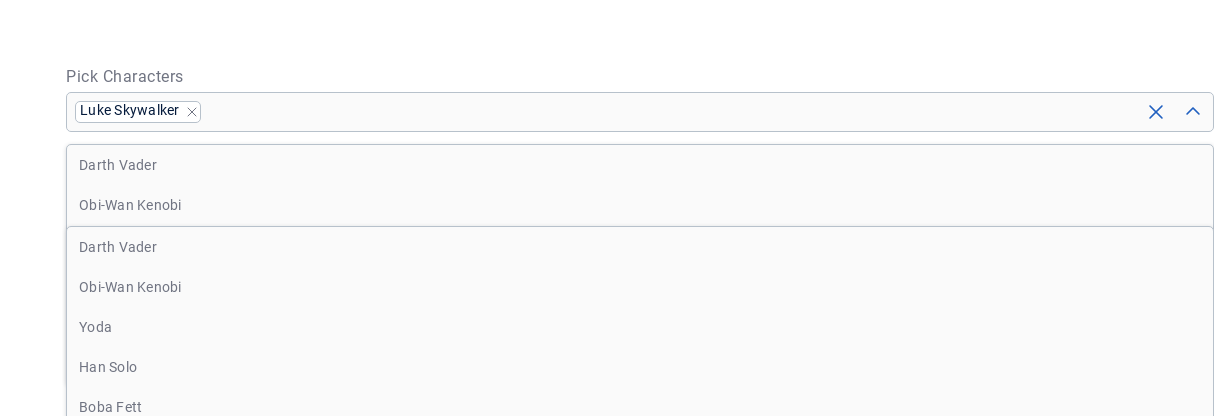 Pick Characters
Luke Skywalker
Darth Vader
Obi-Wan Kenobi
Darth Vader
Obi-Wan Kenobi
Yoda
Han Solo
Boba Fett